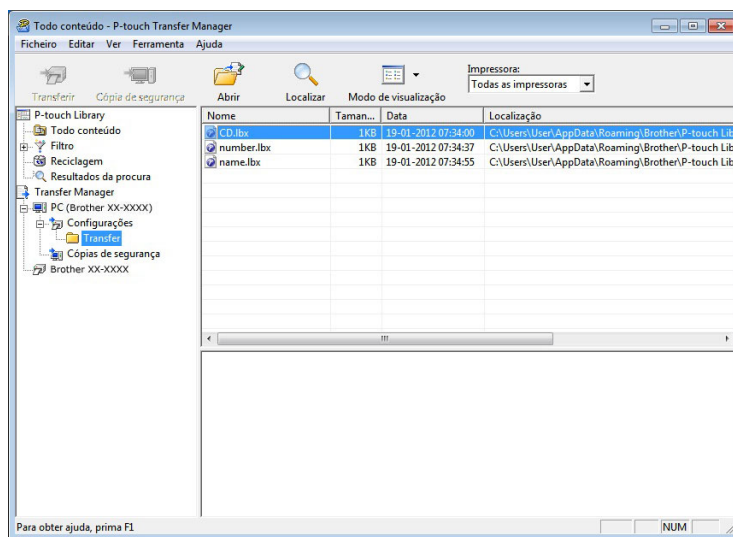 Todo conteúdo - P-touch Transfer Manager
Ficheiro Editar Ver Ferramenta Ajuda
Transferir Cópia de segurança Abrir Localizar Modo de visualização
Impressora:
Todas as impressoras
P-touch Library
Todo conteúdo
Filtro
Reciclagem
Resultados da procura
Transfer Manager
PC (Brother XX-XXXX)
Configurações
Transfer
Cópias de segurança
Brother XX-XXXX
Nome Taman... Data Localização
CD.lbx 1KB 19-01-2012 07:34:00 C:\Users\User\AppData\Roaming\Brother\P-touch Lib
number.lbx 1KB 19-01-2012 07:34:37 C:\Users\User\AppData\Roaming\Brother\P-touch Lib
name.lbx 1KB 19-01-2012 07:34:55 C:\Users\User\AppData\Roaming\Brother\P-touch Lib
Para obter ajuda, prima F1 NUM